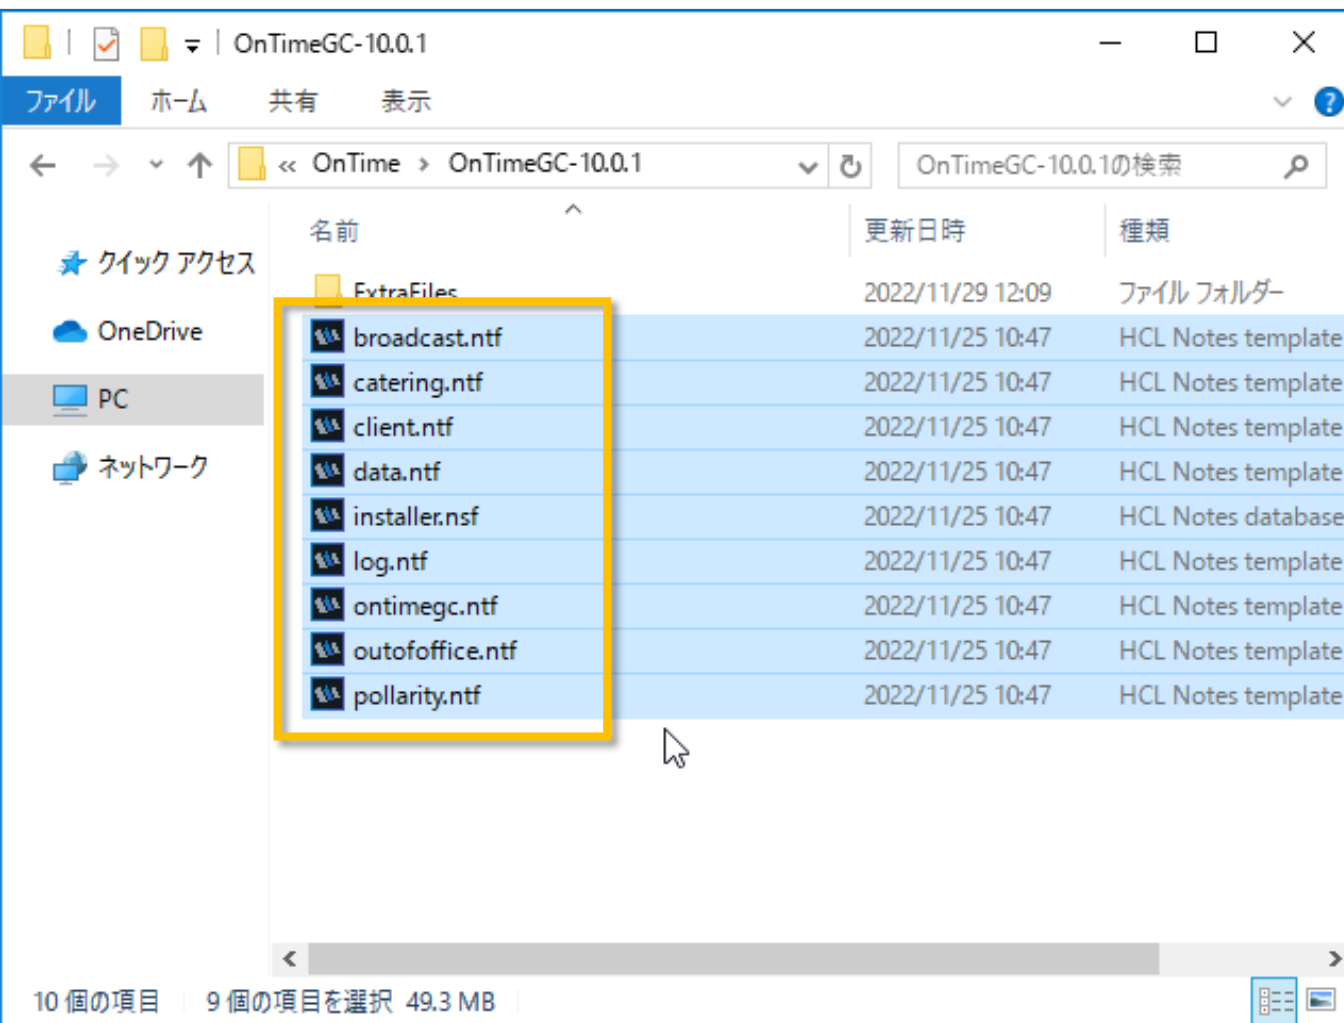 OnTimeGC-10.0.1
ファイル ホーム 共有 表示
« OnTime › OnTimeGC-10.0.1 OnTimeGC-10.0.1の検索
名前 更新日時 種類
クイック アクセス
OneDrive
PC
ネットワーク
ExtraFiles 2022/11/29 12:09 ファイル フォルダー
broadcast.ntf 2022/11/25 10:47 HCL Notes template
catering.ntf 2022/11/25 10:47 HCL Notes template
client.ntf 2022/11/25 10:47 HCL Notes template
data.ntf 2022/11/25 10:47 HCL Notes template
installer.nsf 2022/11/25 10:47 HCL Notes database
log.ntf 2022/11/25 10:47 HCL Notes template
ontimegc.ntf 2022/11/25 10:47 HCL Notes template
outofoffice.ntf 2022/11/25 10:47 HCL Notes template
pollarity.ntf 2022/11/25 10:47 HCL Notes template
10 個の項目 9 個の項目を選択 49.3 MB